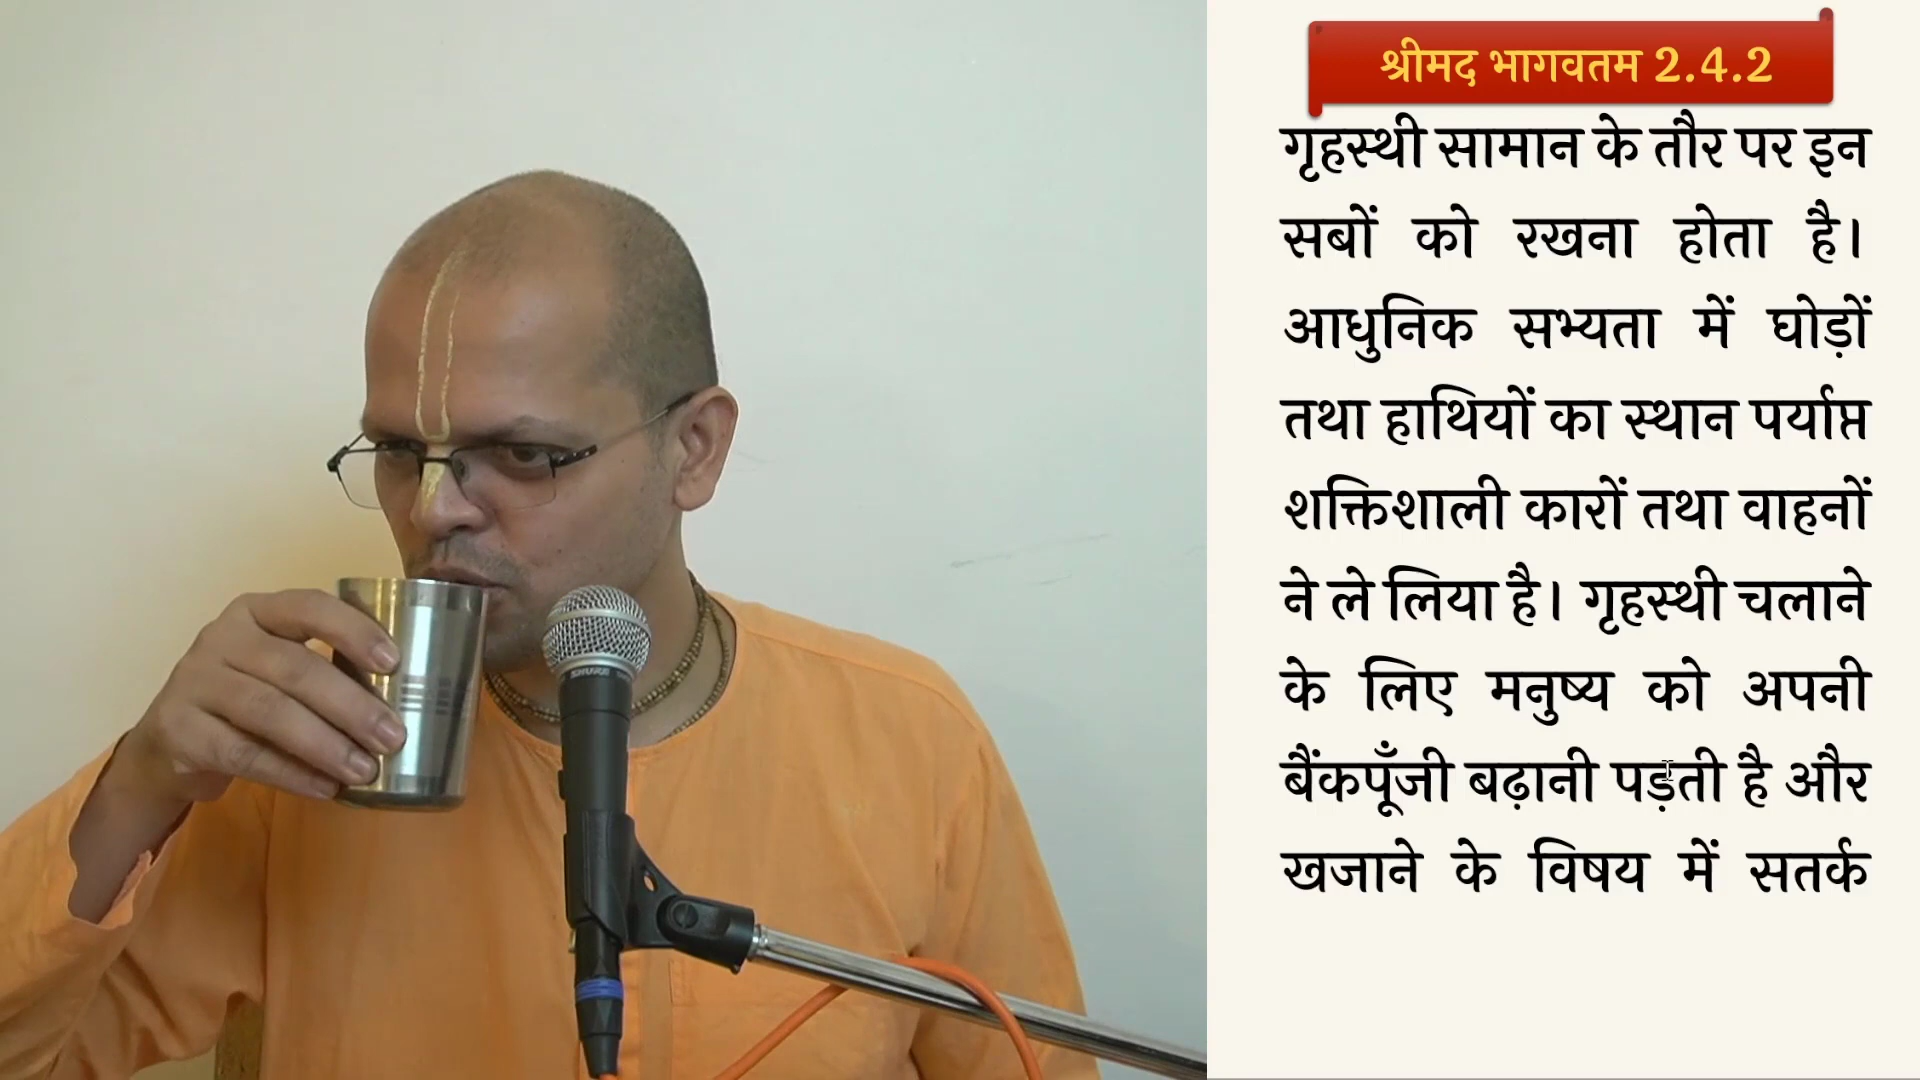 श्रीमद भागवतम 2.4.2
गृहस्थी सामान के तौर पर इन
सबों को रखना होता है।
आधुनिक सभ्यता में घोड़ों
तथा हाथियों का स्थान पर्याप्त
शक्तिशाली कारों तथा वाहनों
ने ले लिया है। गृहस्थी चलाने
के लिए मनुष्य को अपनी
बैंकपूँजी बढ़ानी पड़ती है और
खजाने के विषय में सतर्क
SHURE